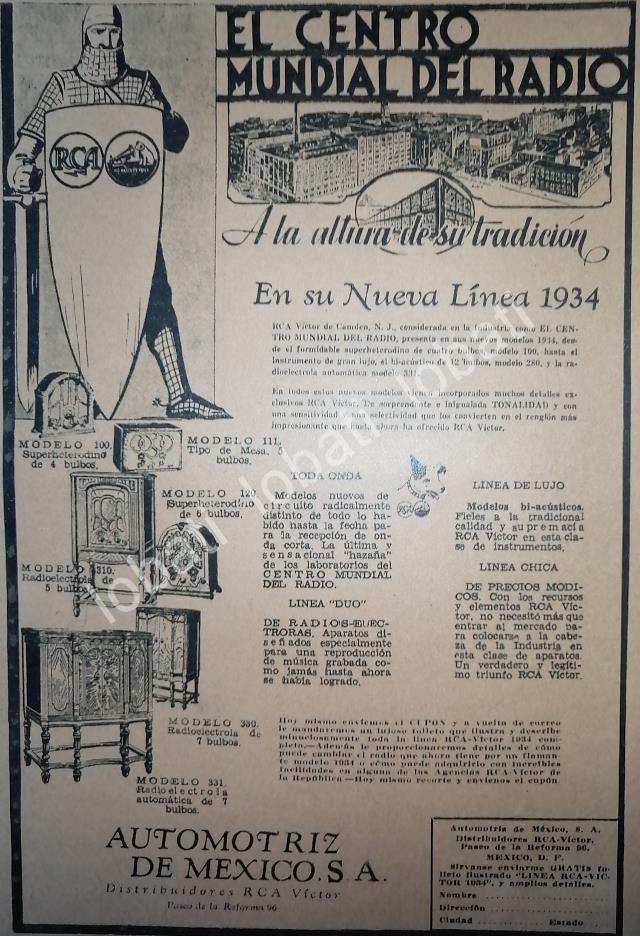 EL CENTRO
MUNDIAL DEL RADIO
RCA
A la altura de su tradición
En su Nueva Línea 1934
RCA Víctor de Camden, N. J., considerada en la Industria como EL CEN-
TRO MUNDIAL DEL RADIO, presenta en sus nuevos modelos 1934, des-
de el formidable superheterodino de cuatro bulbos, modelo 100, hasta el
instrumento de gran lujo, el bi-acústico de 12 bulbos, modelo 280, y la ra-
dioelectrola automática modelo 331.
En todos estos nuevos modelos vienen incorporados muchos detalles ex-
clusivos RCA Víctor. De sorprendente e inigualada TONALIDAD y con
una sensitividad y una selectividad que los convierten en el renglón más
impresionante que hasta ahora ha ofrecido RCA Víctor.
MODELO 100.
Superheterodino
de 4 bulbos.
MODELO 111.
Tipo de Mesa. 5
bulbos.
MODELO 120.
Superheterodino
de 6 bulbos.
MODELO 310.
Radioelectrola de
5 bulbos.
MODELO 330.
Radioelectrola de
7 bulbos.
MODELO 331.
Radioelectrola
automática de 7
bulbos.
TODA ONDA
Modelos nuevos de
circuito radicalmente
distinto de todo lo ha-
bido hasta la fecha pa-
ra la recepción de on-
da corta. La última y
sensacional "hazaña"
de los laboratorios del
CENTRO MUNDIAL
DEL RADIO.
LINEA "DUO"
DE RADIOS-ELEC-
TRORAS. Aparatos di-
señados especialmente
para una reproducción
de música grabada co-
mo jamás hasta ahora
se había logrado.
LINEA DE LUJO
Modelos bi-acústicos.
Fieles a la tradicional
calidad y supremacía
RCA Víctor en esta cla-
se de instrumentos.
LINEA CHICA
DE PRECIOS MODI-
COS. Con los recursos
y elementos RCA Víc-
tor, no necesitó más que
entrar al mercado pa-
ra colocarse a la cabe-
za de la Industria en
esta clase de aparatos.
Un verdadero y legíti-
mo triunfo RCA Víctor.
Hoy mismo envíenos el CUPON y a vuelta de correo
le mandaremos un lujoso folleto que ilustra y describe
minuciosamente toda la línea RCA-Víctor 1934 com-
pleta.—Además le proporcionaremos detalles de cómo
puede cambiar el radio que ahora tiene por un flaman-
te modelo 1934 o cómo puede adquirirlo con increíbles
facilidades en alguna de las Agencias RCA-Víctor de
la República.—Hoy mismo recorte y envíenos el cupón.
AUTOMOTRIZ
DE MEXICO. S A.
Distribuidores RCA Víctor
Paseo de la Reforma 96
Automotriz de México, S. A.
Distribuidores RCA-Víctor.
Paseo de la Reforma 96.
MEXICO, D. F.
Sírvanse enviarme GRATIS fo-
lleto ilustrado "LINEA RCA-VIC-
TOR 1934", y amplios detalles.
Nombre
Dirección
Ciudad Estado
lobati lobati lobati